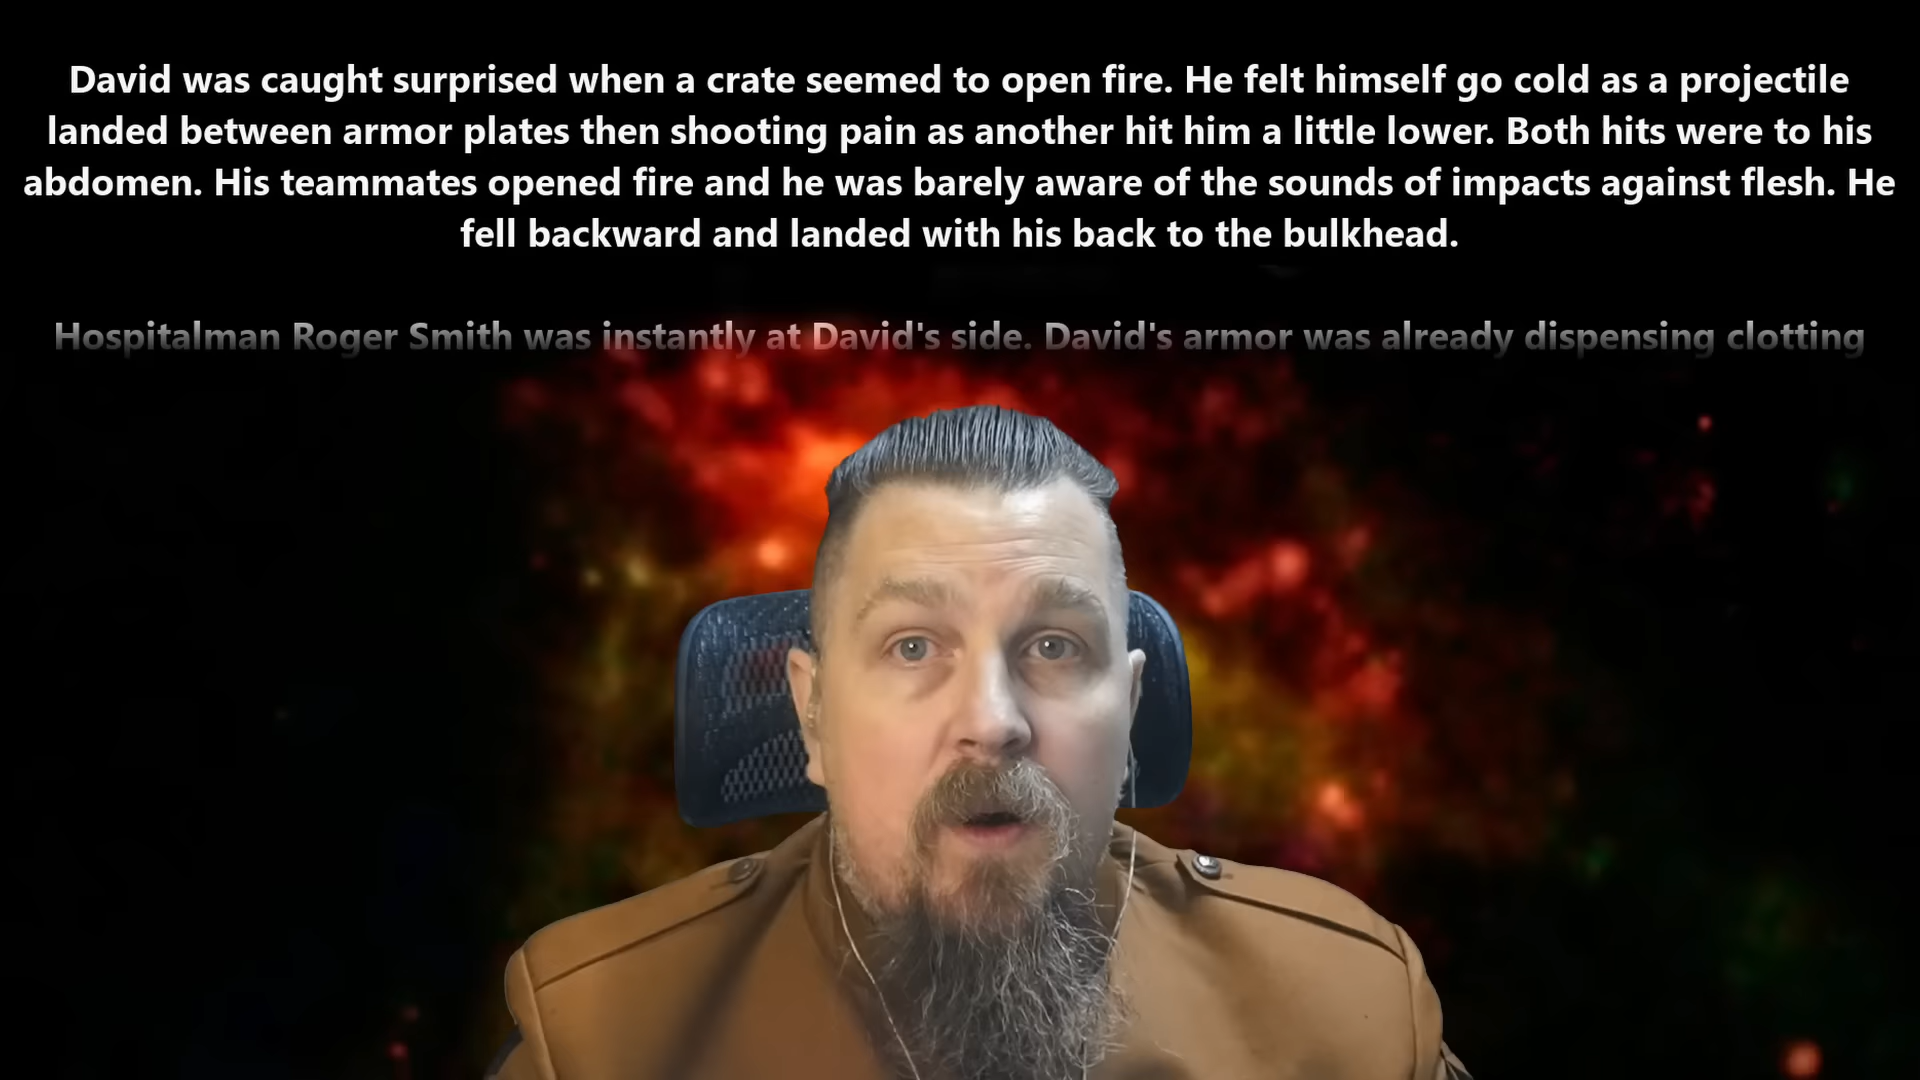 David was caught surprised when a crate seemed to open fire. He felt himself go cold as a projectile
landed between armor plates then shooting pain as another hit him a little lower. Both hits were to his
abdomen. His teammates opened fire and he was barely aware of the sounds of impacts against flesh. He
fell backward and landed with his back to the bulkhead.
Hospitalman Roger Smith was instantly at David's side. David's armor was already dispensing clotting